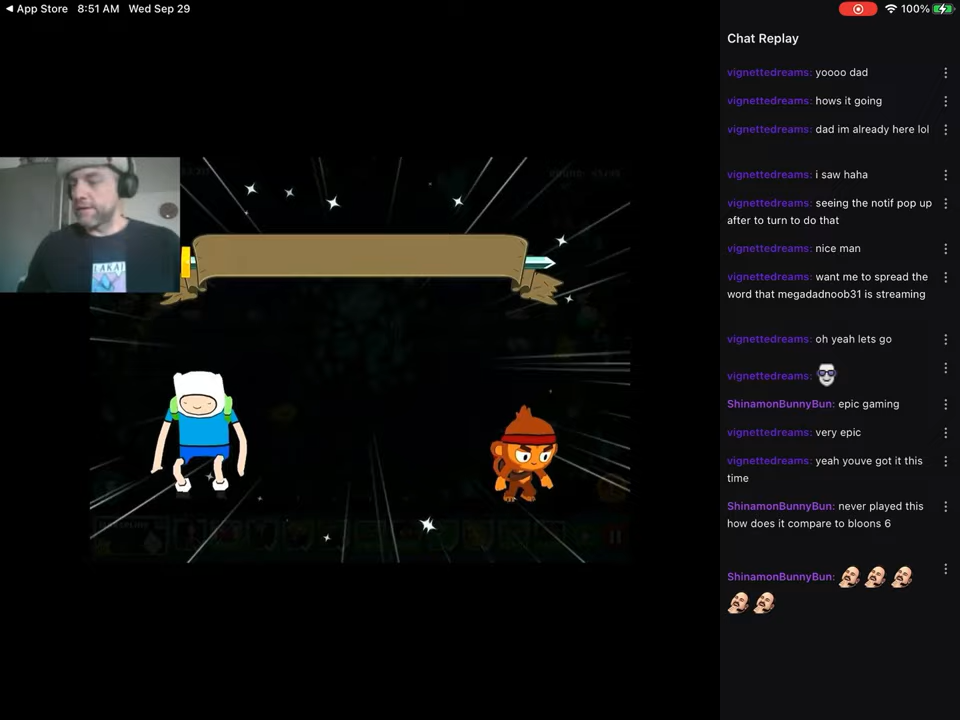 App Store 8:51 AM Wed Sep 29
100%
Chat Replay
vignettedreams: yoooo dad
vignettedreams: hows it going
vignettedreams: dad im already here lol
vignettedreams: i saw haha
vignettedreams: seeing the notif pop up
after to turn to do that
vignettedreams: nice man
vignettedreams: want me to spread the
word that megadadnoob31 is streaming
vignettedreams: oh yeah lets go
vignettedreams:
ShinamonBunnyBun: epic gaming
vignettedreams: very epic
vignettedreams: yeah youve got it this
time
ShinamonBunnyBun: never played this
how does it compare to bloons 6
ShinamonBunnyBun: